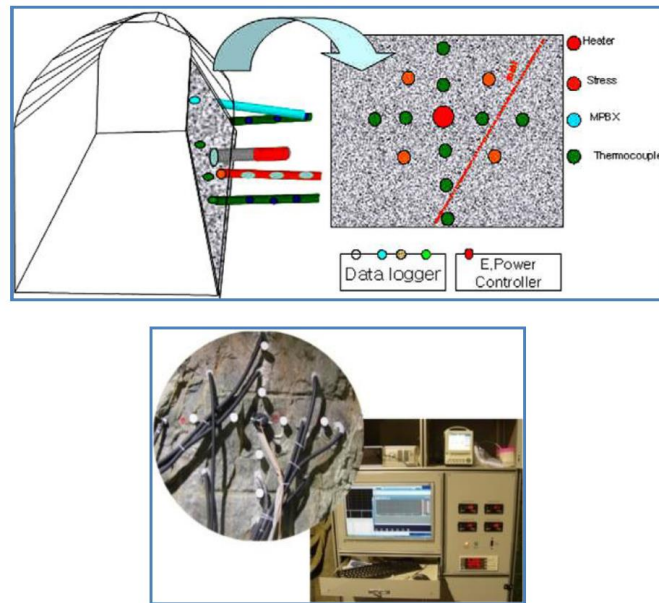 Heater
Stress
MPBX
Thermocouple
Data logger
E,Power
Controller